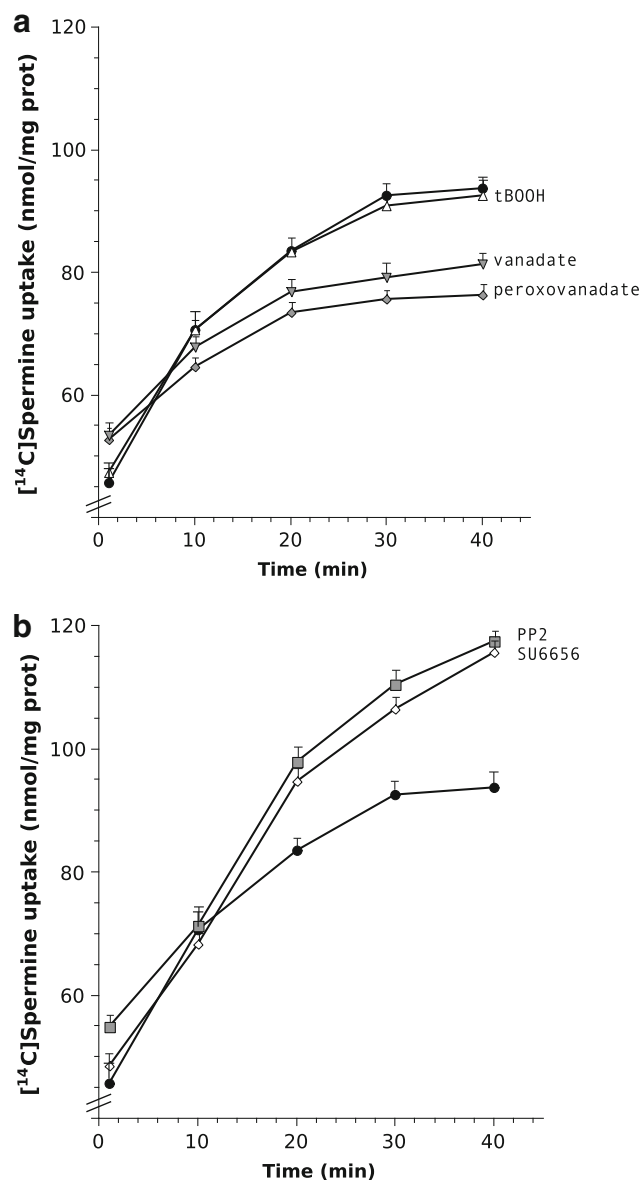 a
120
100
80
60
[¹⁴C]Spermine uptake (nmol/mg prot)
tBOOH
vanadate
peroxovanadate
0 10 20 30 40
Time (min)
b
120
100
80
60
[¹⁴C]Spermine uptake (nmol/mg prot)
PP2
SU6656
0 10 20 30 40
Time (min)